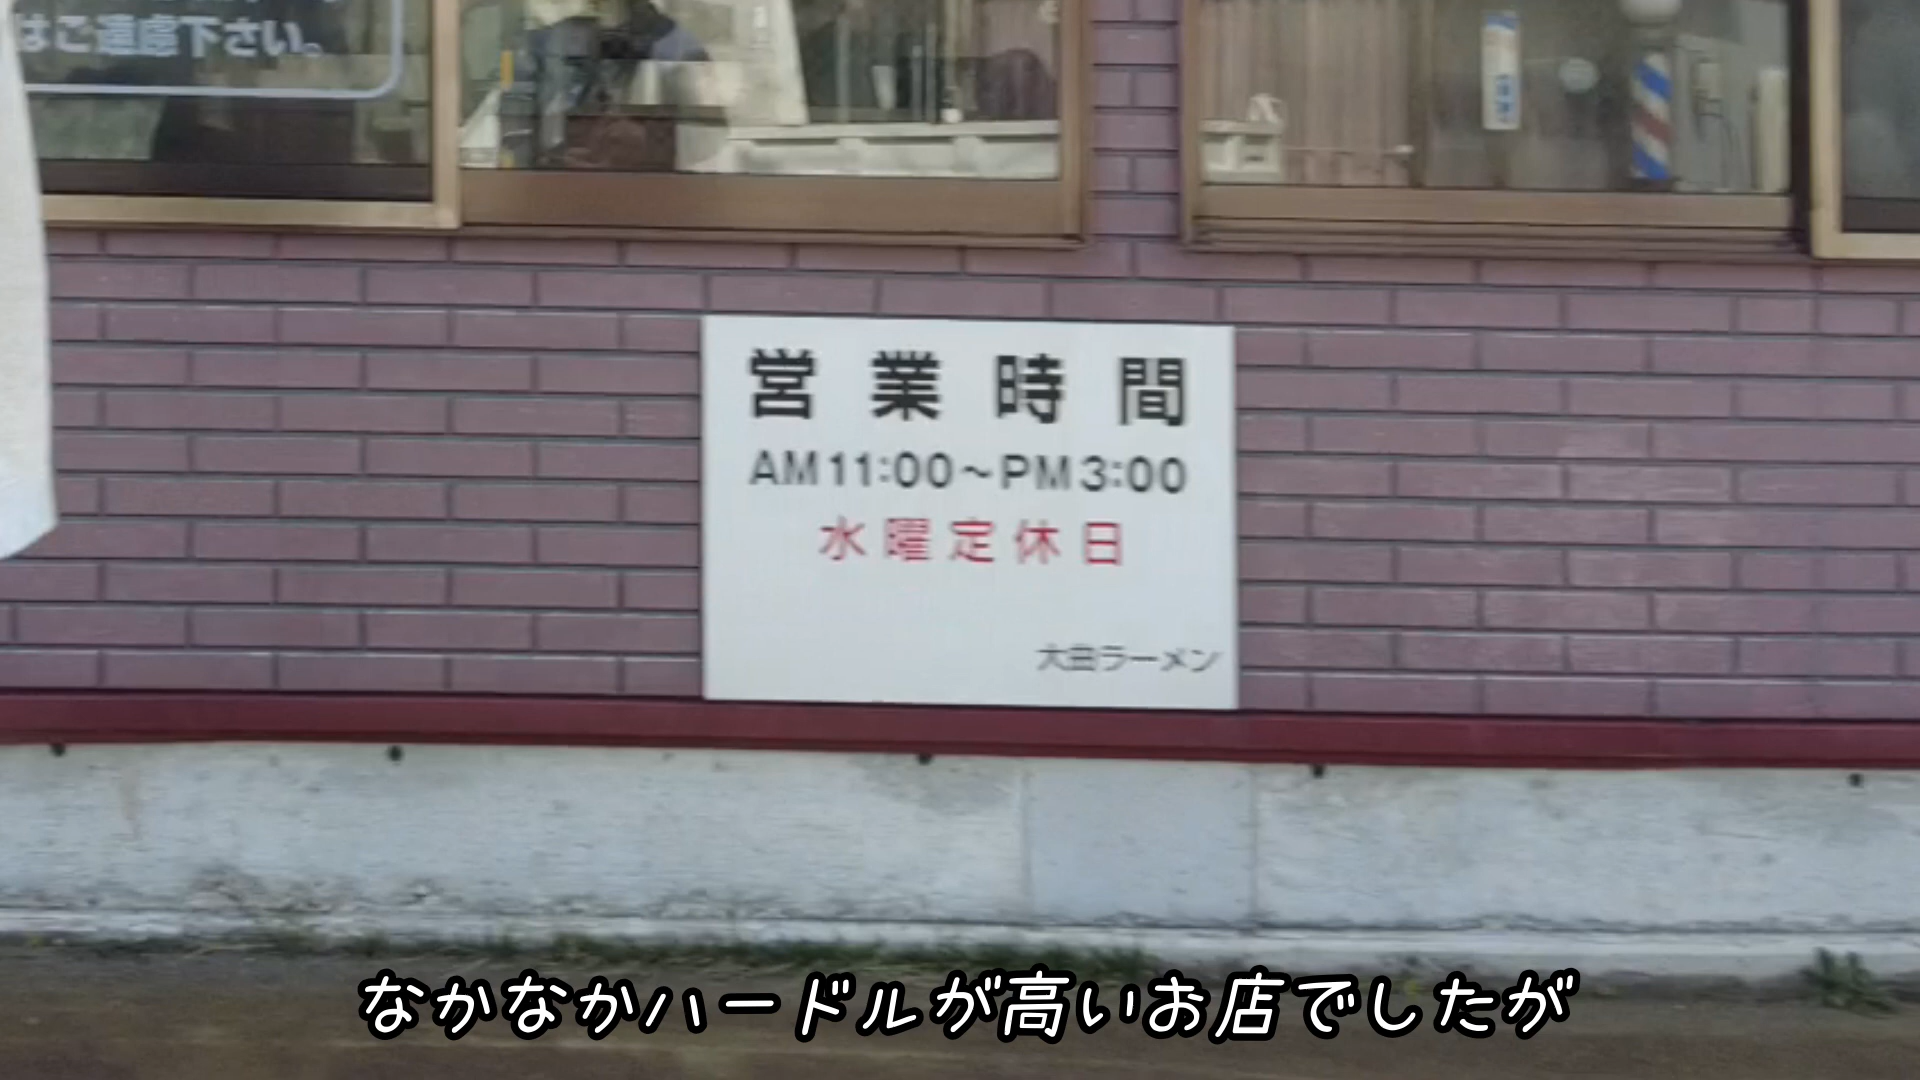 はご遠慮下さい。
営業時間
AM11:00～PM3:00
水曜定休日
大曲ラーメン
なかなかハードルが高いお店でしたが